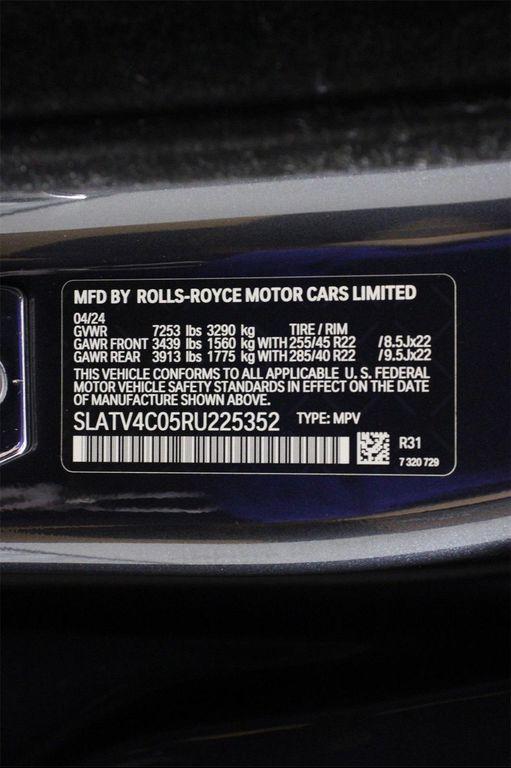 MFD BY ROLLS-ROYCE MOTOR CARS LIMITED
04/24
GVWR 7253 lbs 3290 kg TIRE / RIM
GAWR FRONT 3439 lbs 1560 kg WITH 255/45 R22 /8.5Jx22
GAWR REAR 3913 lbs 1775 kg WITH 285/40 R22 /9.5Jx22
THIS VEHICLE CONFORMS TO ALL APPLICABLE U.S. FEDERAL
MOTOR VEHICLE SAFETY STANDARDS IN EFFECT ON THE DATE
OF MANUFACTURE SHOWN ABOVE.
SLATV4C05RU225352 TYPE: MPV
R31
7 320 729